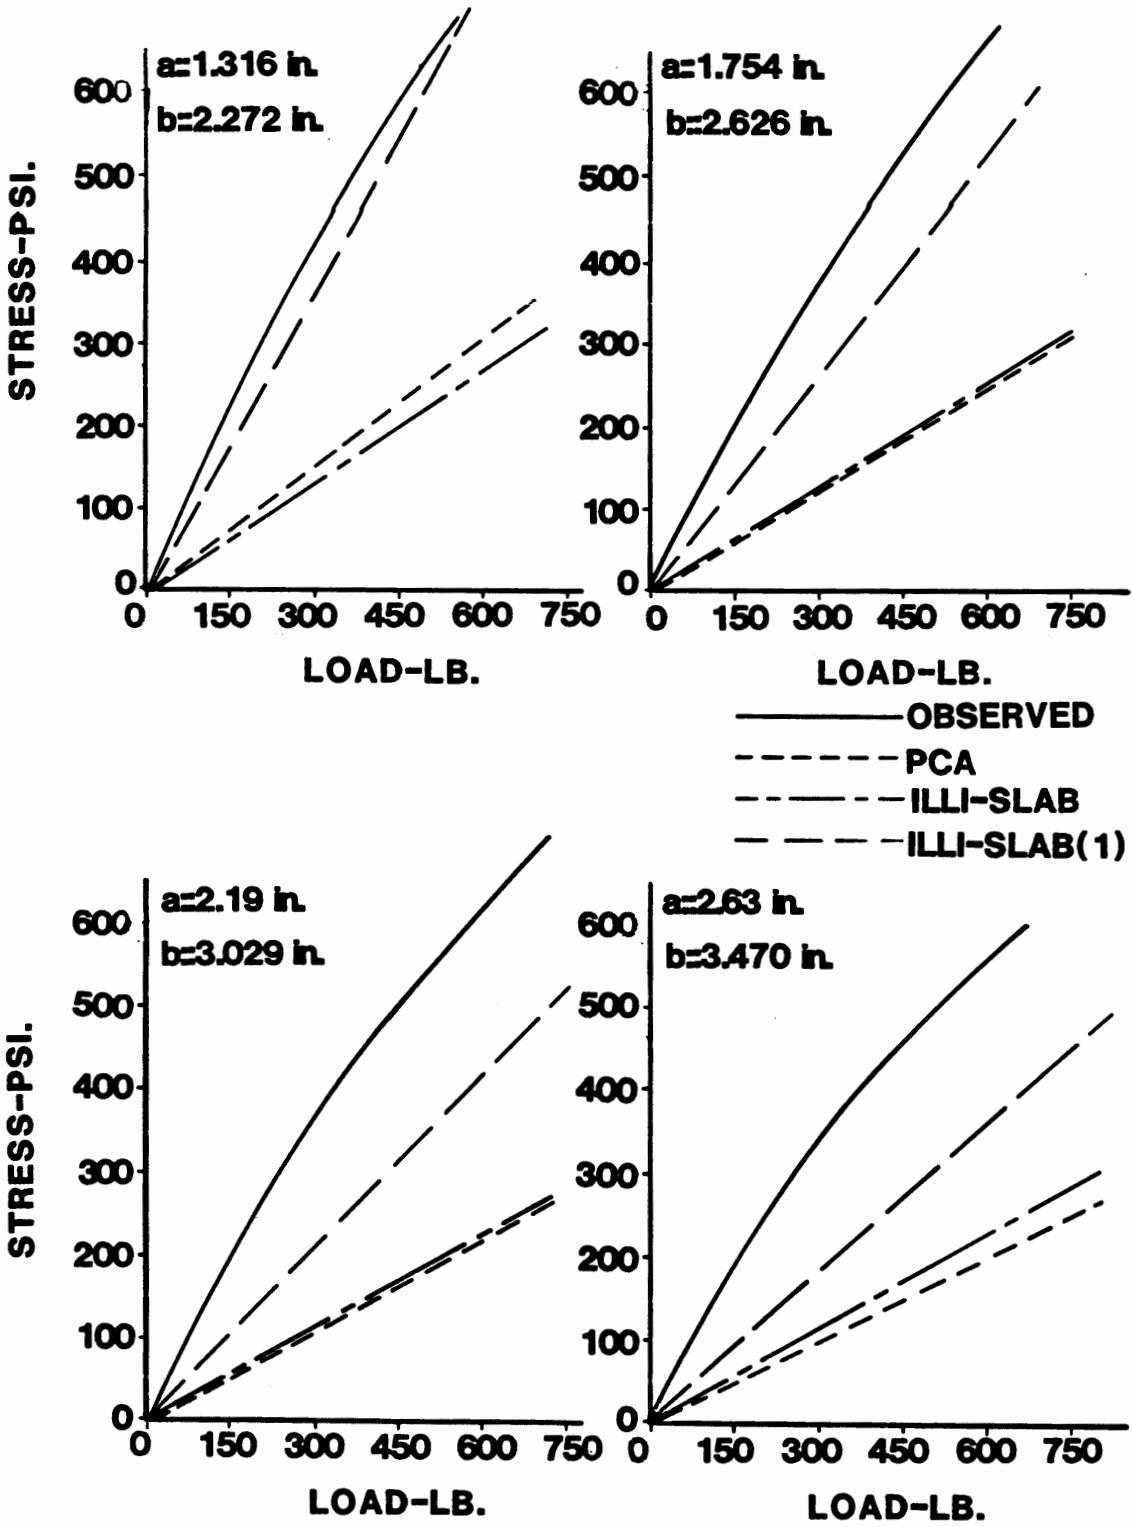 a=1.316 in.
b=2.272 in.
600
500
400
300
200
100
0
0 150 300 450 600 750
STRESS-PSI.
LOAD-LB.
a=1.754 in.
b=2.626 in.
600
500
400
300
200
100
0
0 150 300 450 600 750
LOAD-LB.
OBSERVED
PCA
ILLI-SLAB
ILLI-SLAB(1)
a=2.19 in.
b=3.029 in.
600
500
400
300
200
100
0
0 150 300 450 600 750
STRESS-PSI.
LOAD-LB.
a=2.63 in.
b=3.470 in.
600
500
400
300
200
100
0
0 150 300 450 600 750
LOAD-LB.